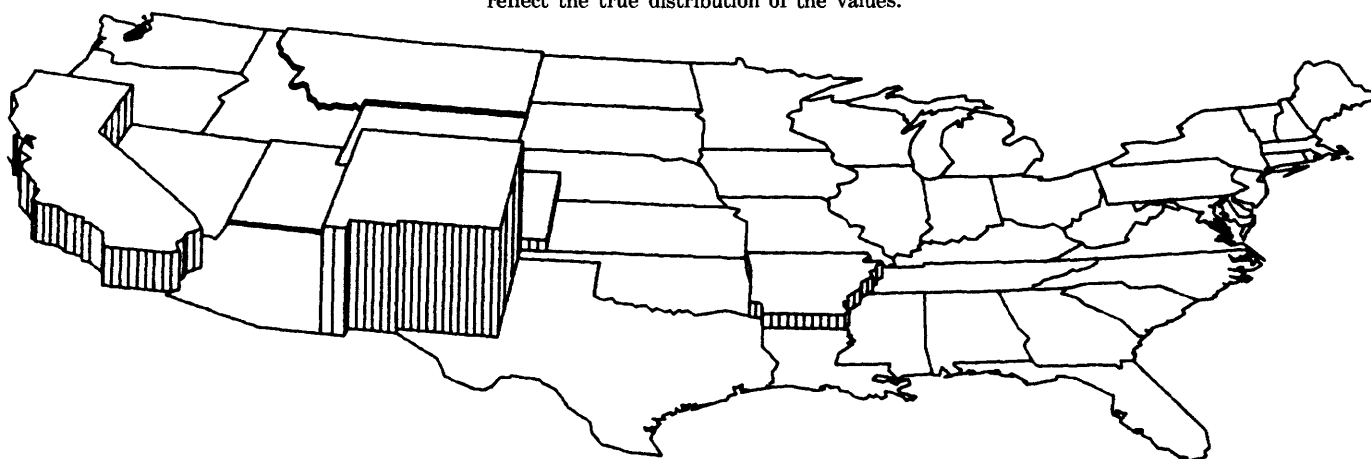 reflect the true distribution of the values.